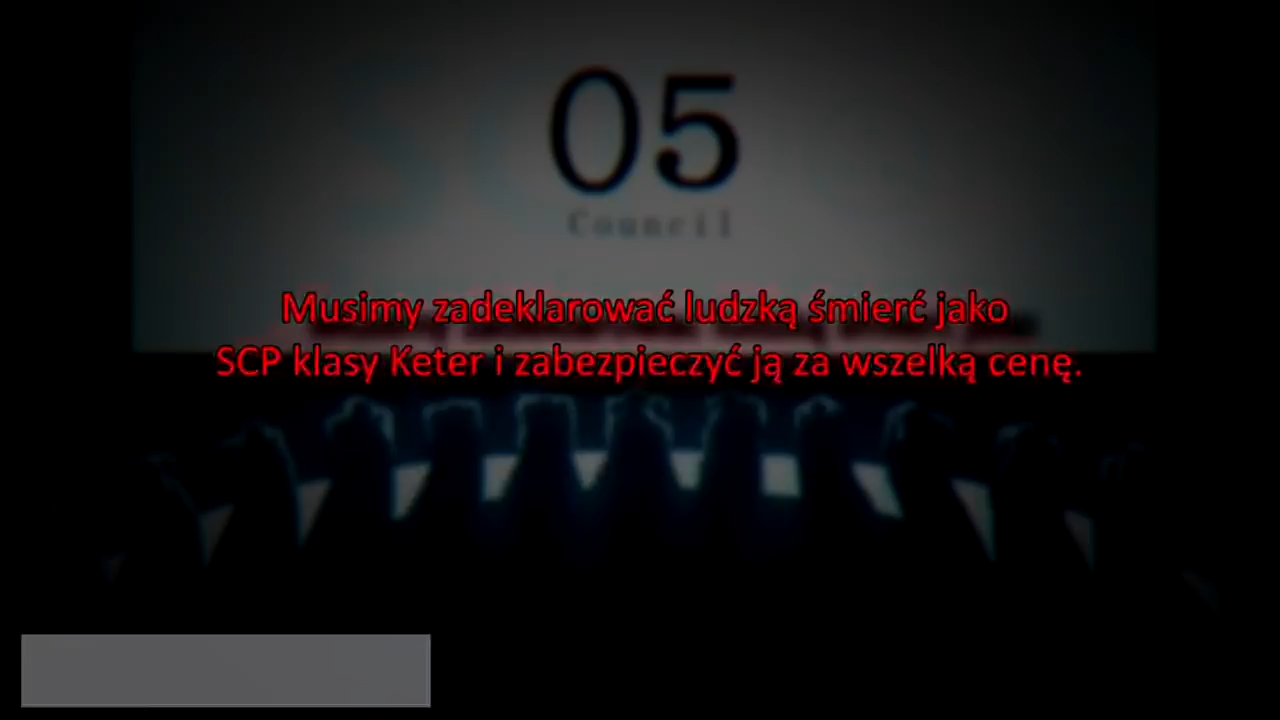 05
Council
Musimy zadeklarować ludzką śmierć jako
SCP klasy Keter i zabezpieczyć ją za wszelką cenę.